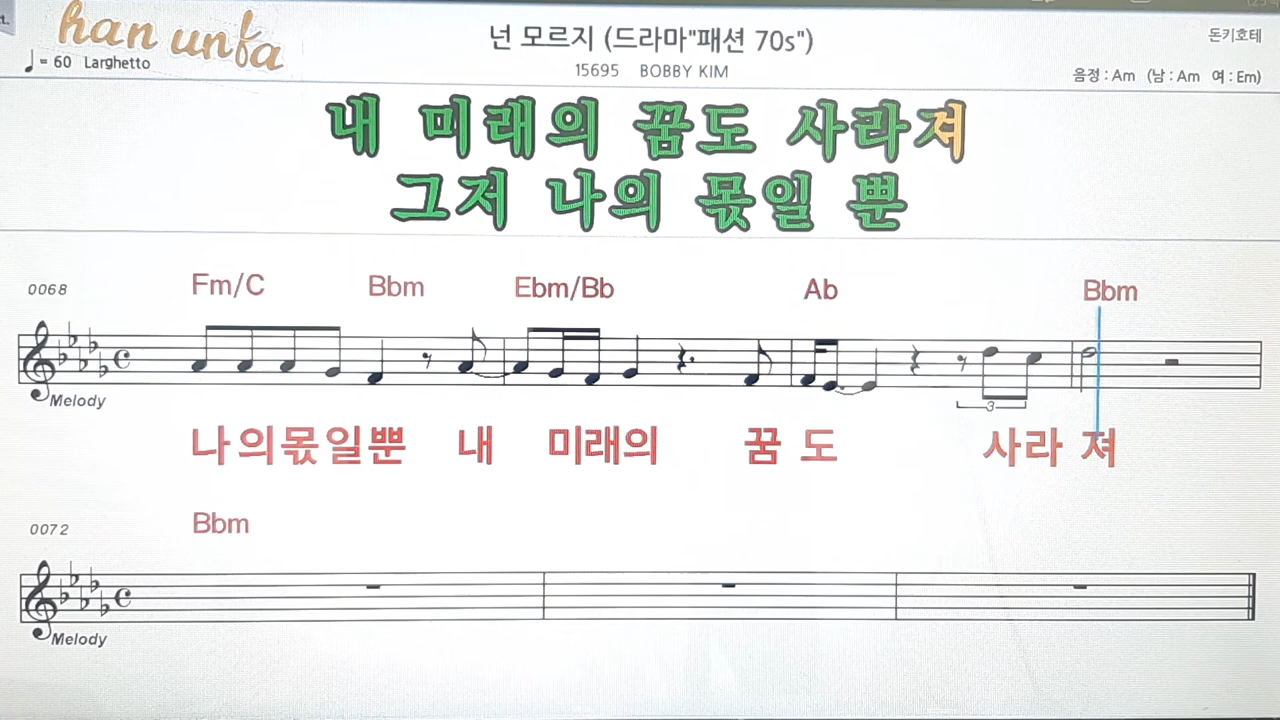 han unfa
넌 모르지 (드라마"패션 70s")
돈키호테
♩= 60 Larghetto
15695 BOBBY KIM
음정 : Am (남 : Am 여 : Em)
내 미래의 꿈도 사라져
그저 나의 몫일 뿐
0068 Fm/C Bbm Ebm/Bb Ab Bbm
3
Melody
나의몫일뿐 내 미래의 꿈 도 사라 져
0072 Bbm
Melody